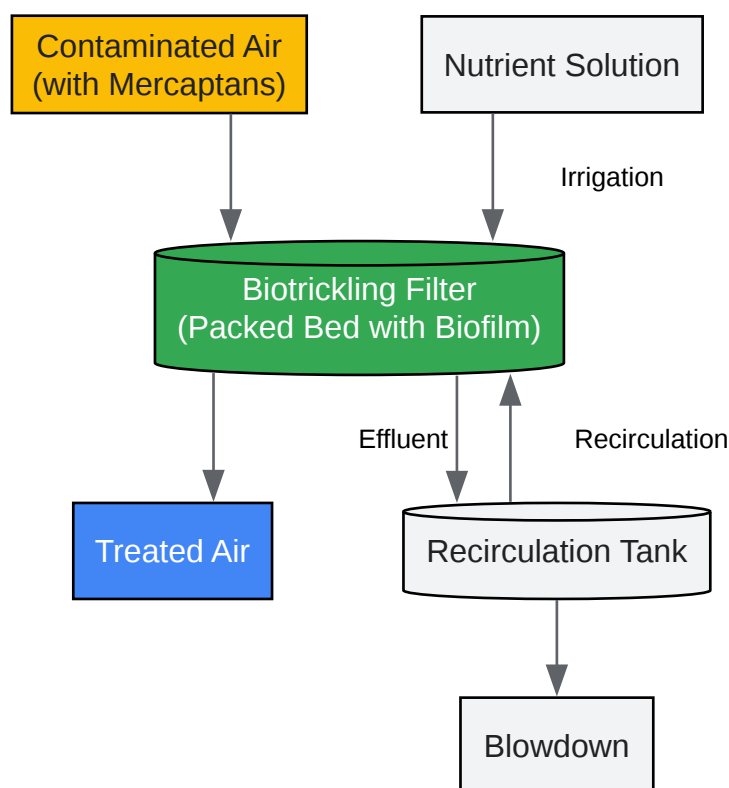 Contaminated Air
(with Mercaptans)
Nutrient Solution
Irrigation
Biotrickling Filter
(Packed Bed with Biofilm)
Effluent
Recirculation
Treated Air
Recirculation Tank
Blowdown